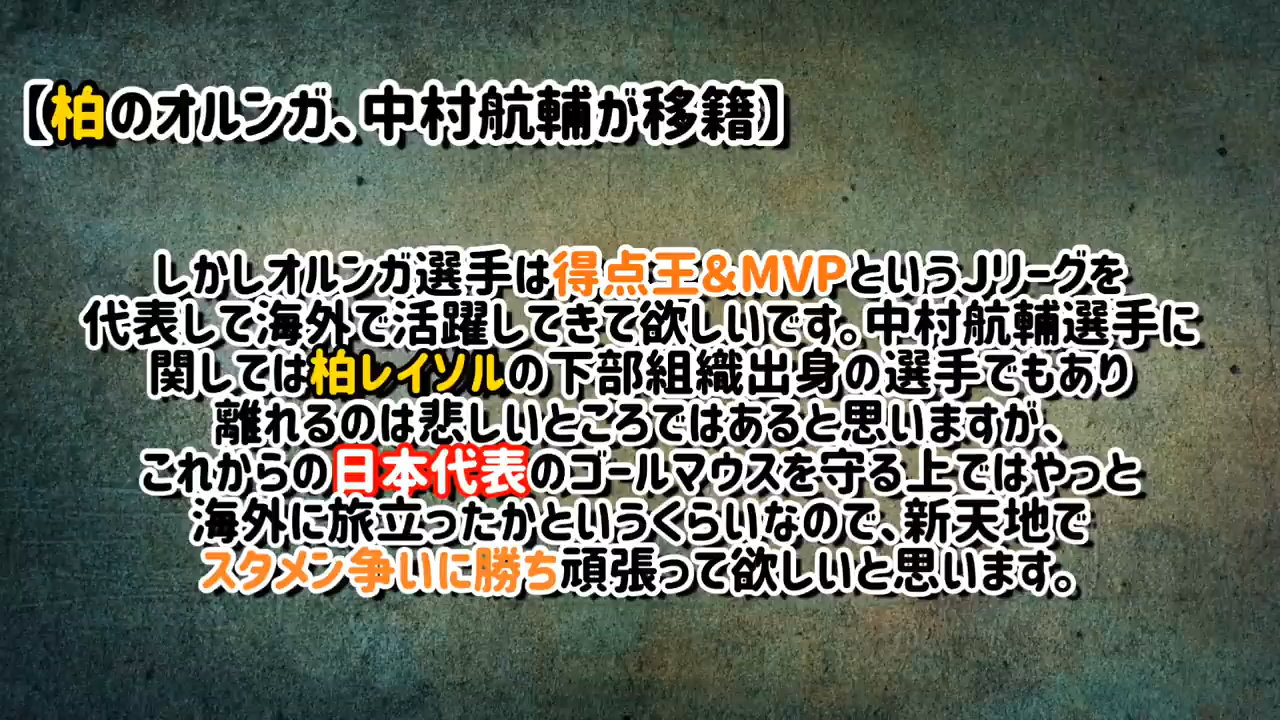 【柏のオルンガ、中村航輔が移籍】
しかしオルンガ選手は得点王&MVPというJリーグを
代表して海外で活躍してきて欲しいです。中村航輔選手に
関しては柏レイソルの下部組織出身の選手でもあり
離れるのは悲しいところではあると思いますが、
これからの日本代表のゴールマウスを守る上ではやっと
海外に旅立ったかというくらいなので、新天地で
スタメン争いに勝ち頑張って欲しいと思います。